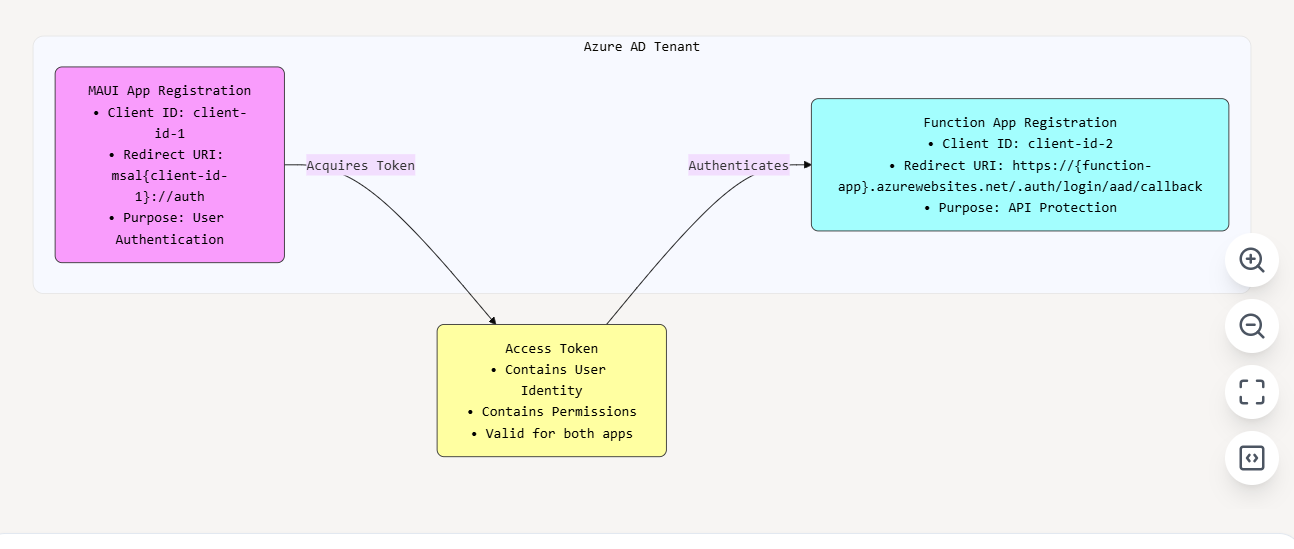 Azure AD Tenant
MAUI App Registration
• Client ID: client-
id-1
• Redirect URI:
msal{client-id-
1}://auth
• Purpose: User
Authentication
Acquires Token
Authenticates
Function App Registration
• Client ID: client-id-2
• Redirect URI: https://{function-
app}.azurewebsites.net/.auth/login/aad/callback
• Purpose: API Protection
Access Token
• Contains User
Identity
• Contains Permissions
• Valid for both apps